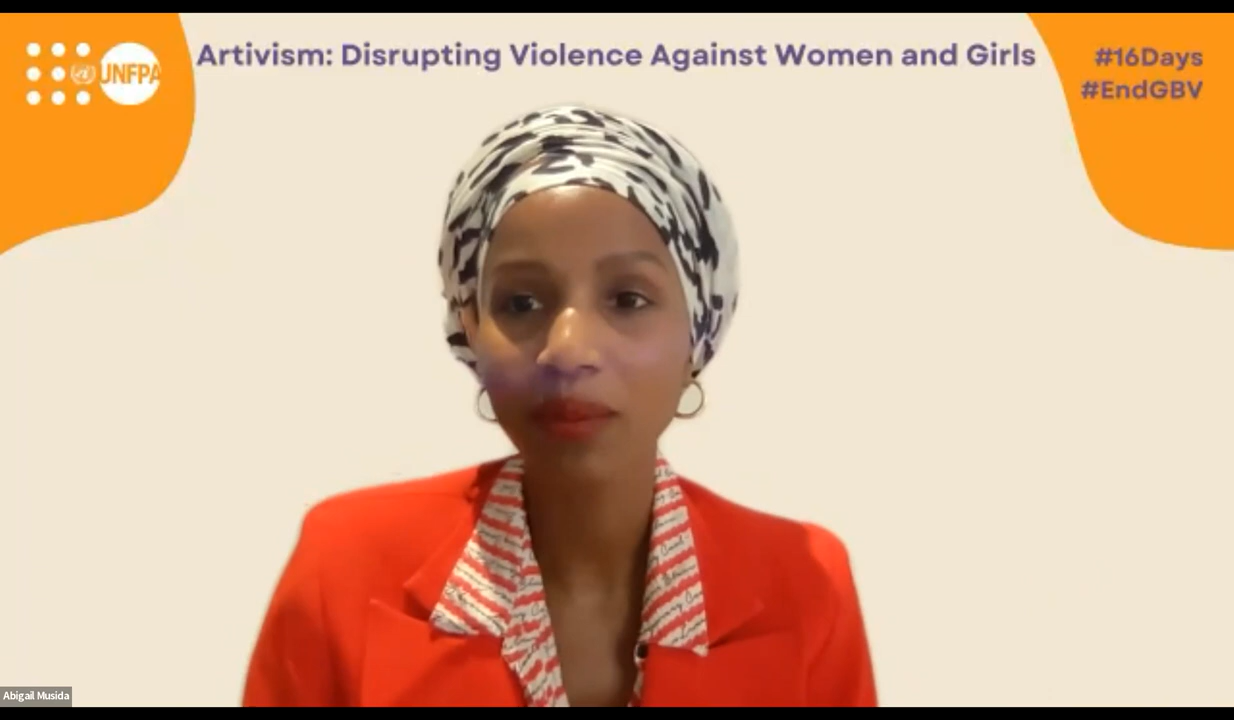 UNFPA
Artivism: Disrupting Violence Against Women and Girls
#16Days
#EndGBV
Abigail Musida